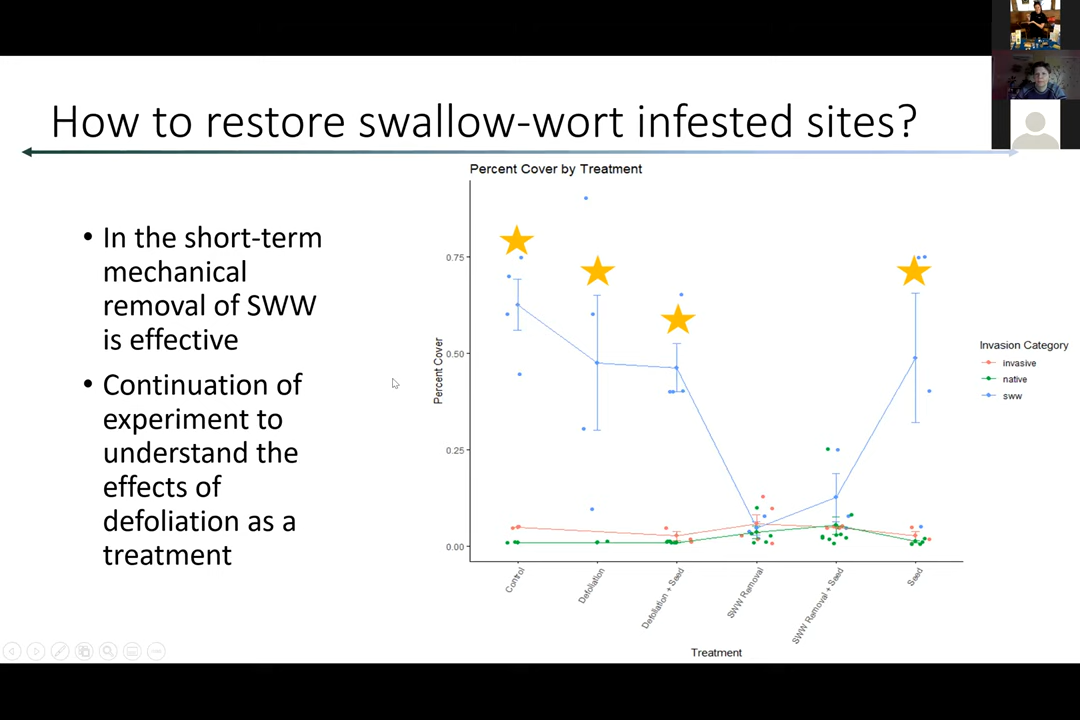 How to restore swallow-wort infested sites?
• In the short-term
mechanical
removal of SWW
is effective
• Continuation of
experiment to
understand the
effects of
defoliation as a
treatment
Percent Cover by Treatment
Percent Cover
0.75
0.50
0.25
0.00
Control
Defoliation
Defoliation + Seed
SWW Removal
SWW Removal + Seed
Seed
Treatment
Invasion Category
invasive
native
sww